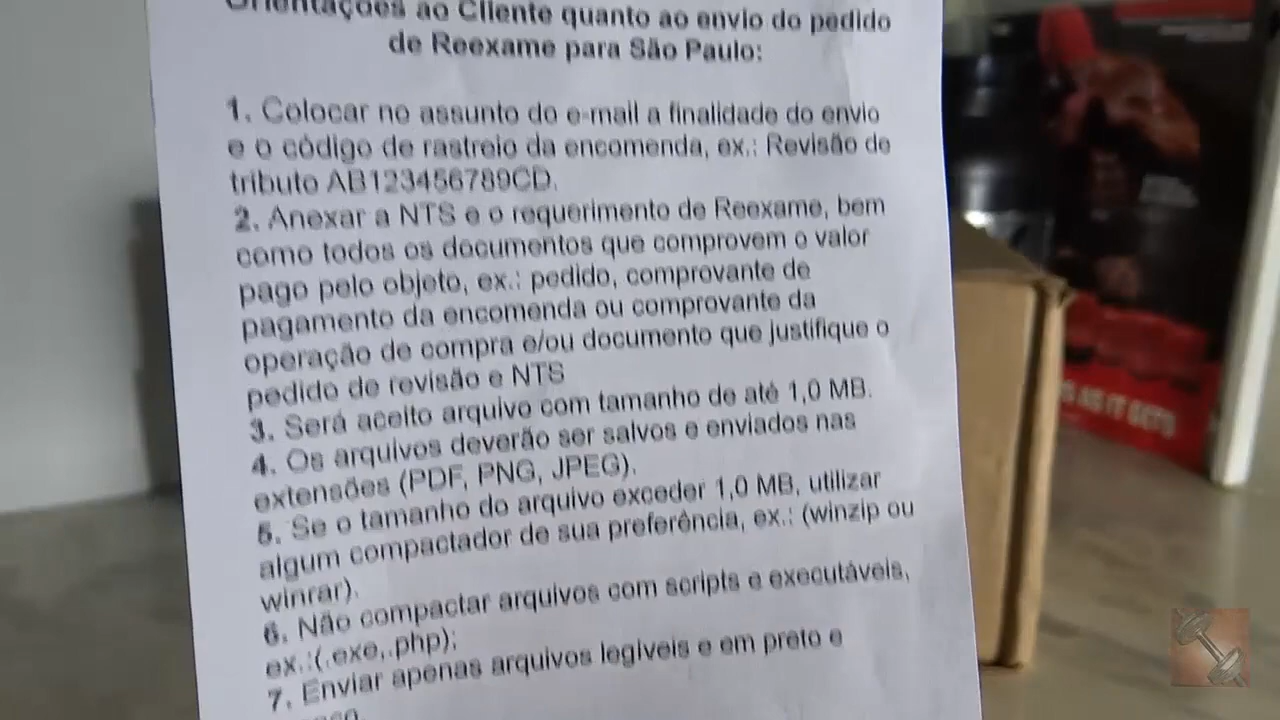 Orientações ao Cliente quanto ao envio do pedido
de Reexame para São Paulo:
1. Colocar no assunto do e-mail a finalidade do envio
e o código de rastreio da encomenda, ex.: Revisão de
tributo AB123456789CD.
2. Anexar a NTS e o requerimento de Reexame, bem
como todos os documentos que comprovem o valor
pago pelo objeto, ex.: pedido, comprovante de
pagamento da encomenda ou comprovante da
operação de compra e/ou documento que justifique o
pedido de revisão e NTS
3. Será aceito arquivo com tamanho de até 1,0 MB.
4. Os arquivos deverão ser salvos e enviados nas
extensões (PDF, PNG, JPEG).
5. Se o tamanho do arquivo exceder 1,0 MB, utilizar
algum compactador de sua preferência, ex.: (winzip ou
winrar).
6. Não compactar arquivos com scripts e executáveis,
ex.:(.exe,.php);
7. Enviar apenas arquivos legiveis e em preto e
AS IT GETS